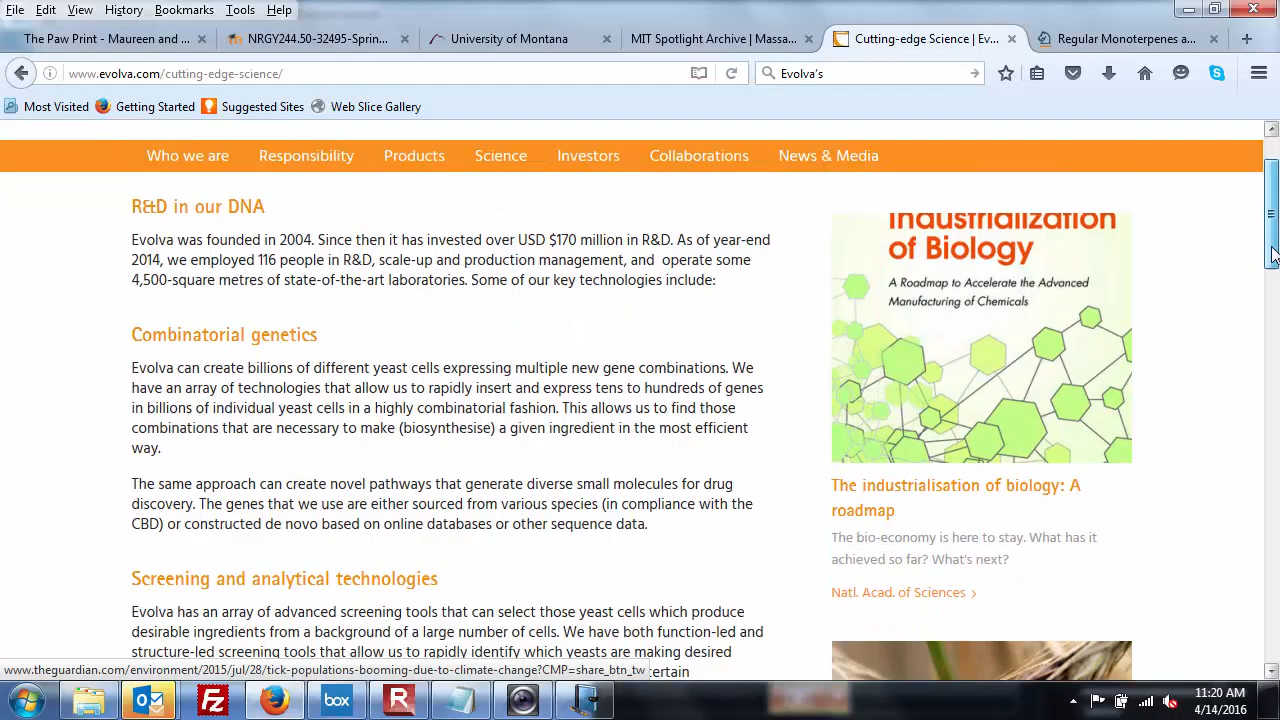 File Edit View History Bookmarks Tools Help
The Paw Print - Maureen and ... NRGY244.50-32495-Sprin... University of Montana MIT Spotlight Archive | Massa... Cutting-edge Science | Ev... Regular Monoterpenes a...
www.evolva.com/cutting-edge-science/ Evolva's
Most Visited Getting Started Suggested Sites Web Slice Gallery
Who we are Responsibility Products Science Investors Collaborations News & Media
R&D in our DNA
Evolva was founded in 2004. Since then it has invested over USD $170 million in R&D. As of year-end
2014, we employed 116 people in R&D, scale-up and production management, and operate some
4,500-square metres of state-of-the-art laboratories. Some of our key technologies include:
Combinatorial genetics
Evolva can create billions of different yeast cells expressing multiple new gene combinations. We
have an array of technologies that allow us to rapidly insert and express tens to hundreds of genes
in billions of individual yeast cells in a highly combinatorial fashion. This allows us to find those
combinations that are necessary to make (biosynthesise) a given ingredient in the most efficient
way.
The same approach can create novel pathways that generate diverse small molecules for drug
discovery. The genes that we use are either sourced from various species (in compliance with the
CBD) or constructed de novo based on online databases or other sequence data.
Screening and analytical technologies
Evolva has an array of advanced screening tools that can select those yeast cells which produce
desirable ingredients from a background of a large number of cells. We have both function-led and
structure-led screening tools that allow us to rapidly identify which yeasts are making desired
certain
Industrialization
of Biology
A Roadmap to Accelerate the Advanced
Manufacturing of Chemicals
The industrialisation of biology: A
roadmap
The bio-economy is here to stay. What has it
achieved so far? What's next?
Natl. Acad. of Sciences >
www.theguardian.com/environment/2015/jul/28/tick-populations-booming-due-to-climate-change?CMP=share_btn_tw
Fz box R
11:20 AM
4/14/2016